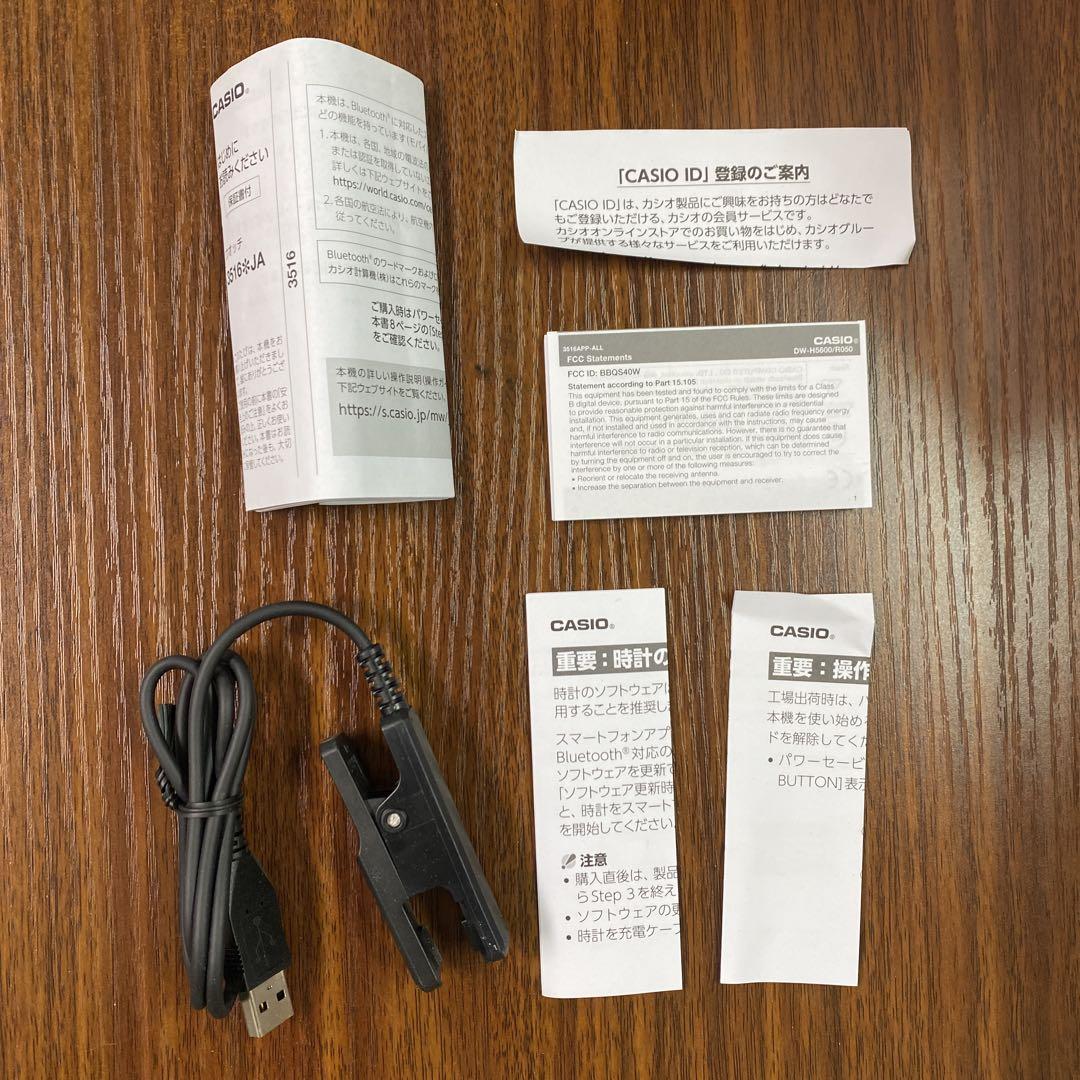 CASIO®
はじめに
お読みください
保証書付
3516✽JA
3516
本機は、Bluetooth®に対応した
どの機能を持っています（モバイ
1. 本機は、各国、地域の電波法
または認証を取得していない
詳しくは下記ウェブサイトを
https://world.casio.com/ce
2. 各国の航空法により、航空機
従ってください。
Bluetooth®のワードマークおよび
カシオ計算機（株）はこれらのマークを
ご購入時はパワーセー
本書8ページの「Ste
をご確認ください。
本機の詳しい操作説明（操作ガ
下記ウェブサイトをご覧ください。
https://s.casio.jp/mw/
「CASIO ID」登録のご案内
「CASIO ID」は、カシオ製品にご興味をお持ちの方はどなたで
もご登録いただける、カシオの会員サービスです。
カシオオンラインストアでのお買い物をはじめ、カシオグルー
プが提供する様々なサービスをご利用いただけます。
3516APP-ALL
CASIO®
FCC Statements
DW-H5600/R050
FCC ID: BBQS40W
Statement according to Part 15.105
This equipment has been tested and found to comply with the limits for a Class
B digital device, pursuant to Part 15 of the FCC Rules. These limits are designed
to provide reasonable protection against harmful interference in a residential
installation. This equipment generates, uses and can radiate radio frequency energy
and, if not installed and used in accordance with the instructions, may cause
harmful interference to radio communications. However, there is no guarantee that
interference will not occur in a particular installation. If this equipment does cause
harmful interference to radio or television reception, which can be determined
by turning the equipment off and on, the user is encouraged to try to correct the
interference by one or more of the following measures:
• Reorient or relocate the receiving antenna.
• Increase the separation between the equipment and receiver.
1
CASIO®
重要：時計の
時計のソフトウェアは
用することを推奨し
スマートフォンアプ
Bluetooth®対応の
ソフトウェアを更新で
「ソフトウェア更新時
と、時計をスマート
を開始してください。
注意
• 購入直後は、製品
らStep 3を終え
• ソフトウェアの更
• 時計を充電ケーブ
CASIO®
重要：操作
工場出荷時は、パ
本機を使い始め
ドを解除してくだ
• パワーセービ
BUTTON］表示